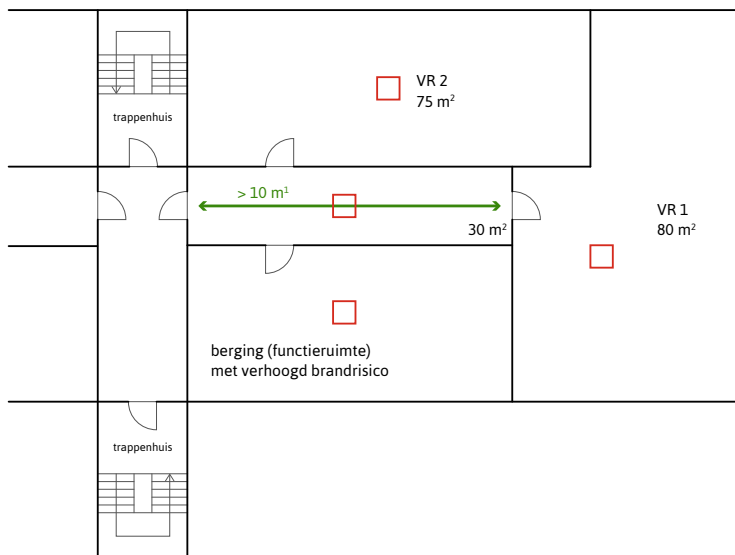 VR 2
75 m²
trappenhuis
> 10 m¹
30 m²
VR 1
80 m²
berging (functieruimte)
met verhoogd brandrisico
trappenhuis